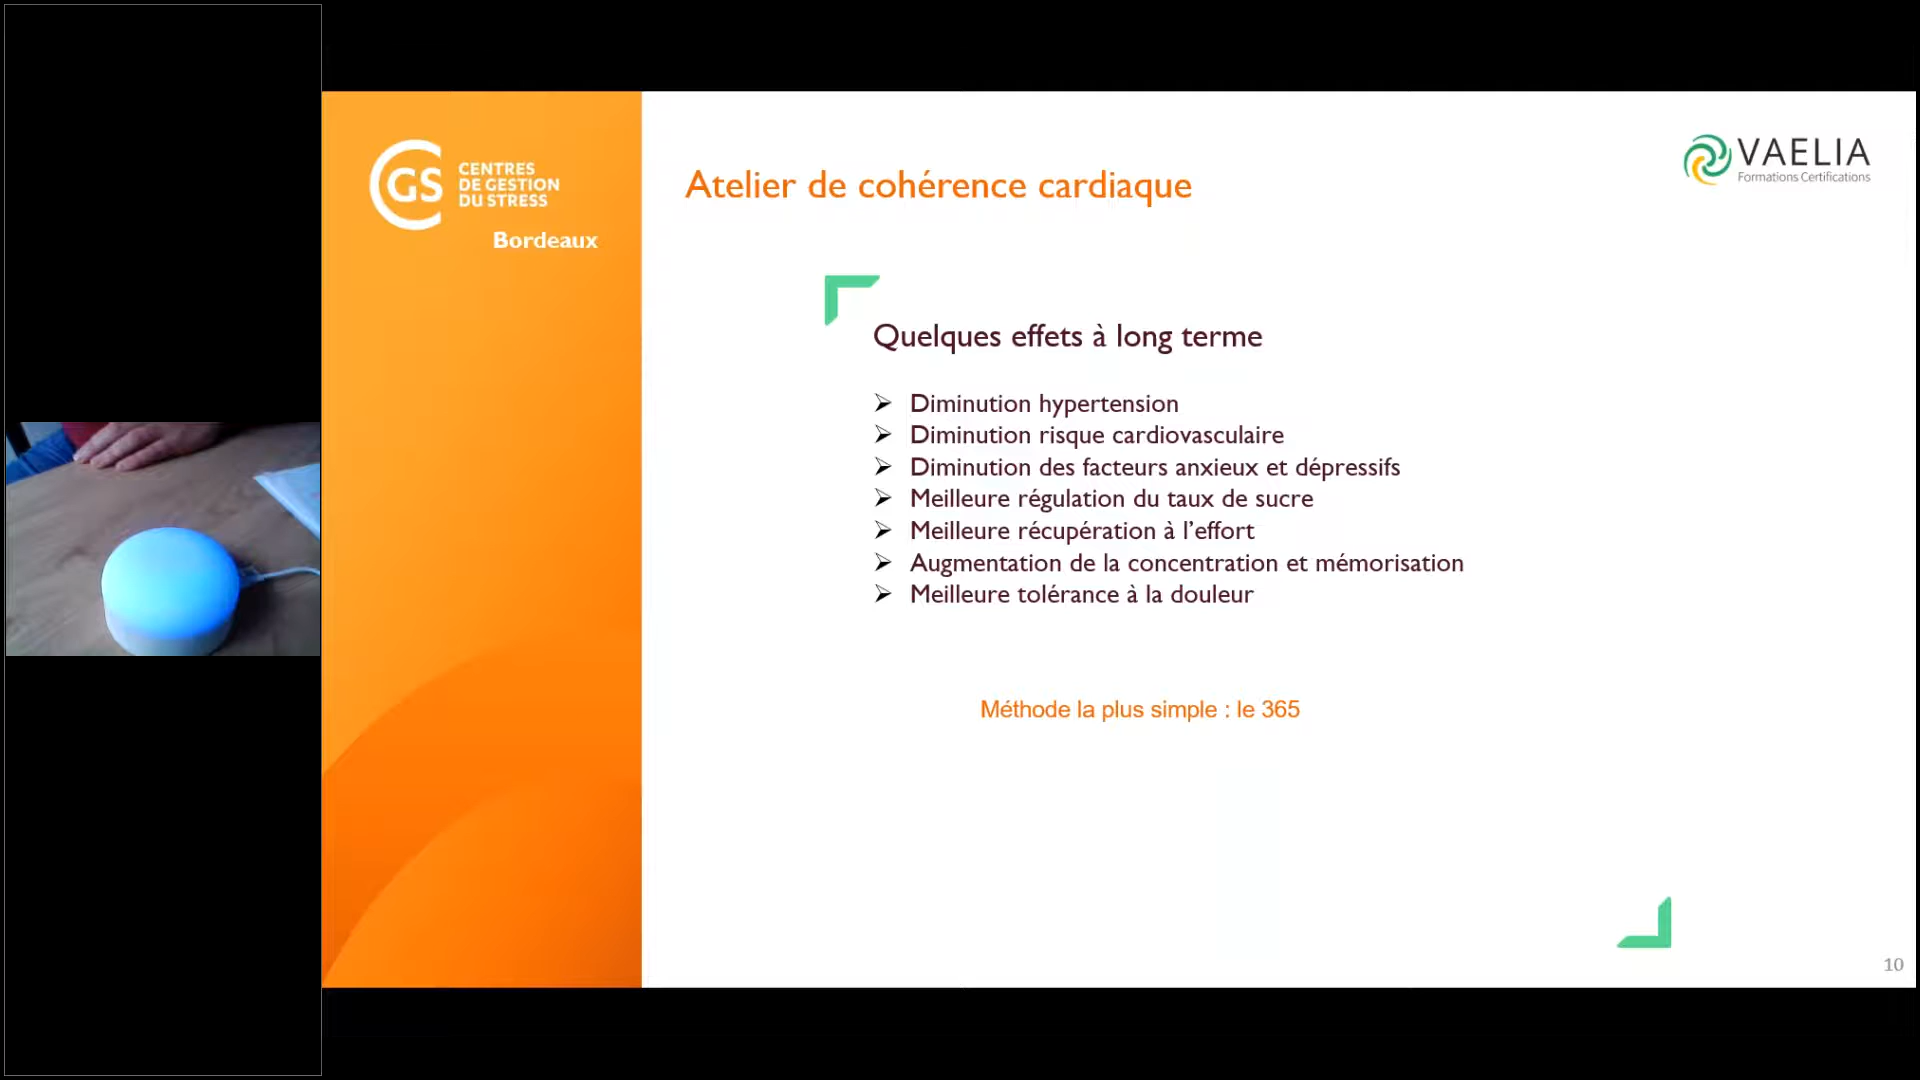 GS
CENTRES
DE GESTION
DU STRESS
Bordeaux
Atelier de cohérence cardiaque
VAELIA
Formations Certifications
Quelques effets à long terme
➢ Diminution hypertension
➢ Diminution risque cardiovasculaire
➢ Diminution des facteurs anxieux et dépressifs
➢ Meilleure régulation du taux de sucre
➢ Meilleure récupération à l’effort
➢ Augmentation de la concentration et mémorisation
➢ Meilleure tolérance à la douleur
Méthode la plus simple : le 365
10